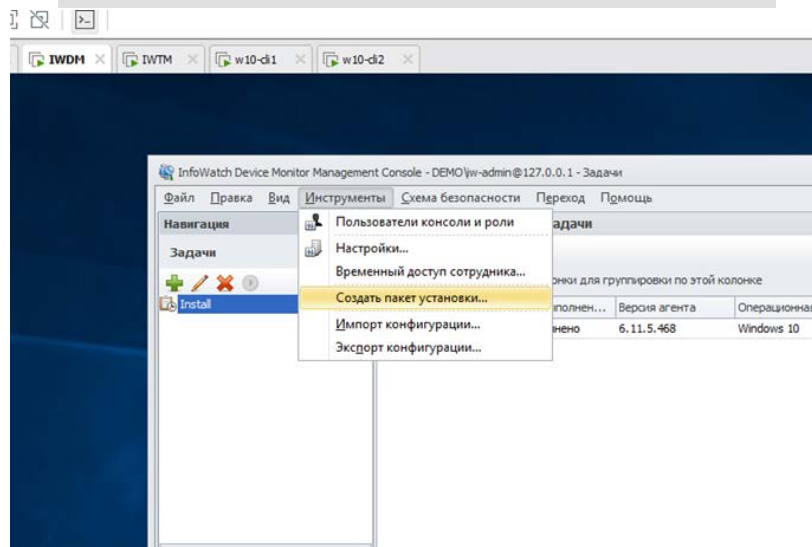 IWDM
IWTM
w10-cli1
w10-cli2
InfoWatch Device Monitor Management Console - DEMO\iw-admin@127.0.0.1 - Задачи
Файл Правка Вид Инструменты Схема безопасности Переход Помощь
Навигация
адачи
Задачи
Install
Пользователи консоли и роли
Настройки...
Временный доступ сотрудника...
Создать пакет установки...
Импорт конфигурации...
Экспорт конфигурации...
онки для группировки по этой колонке
полнен... Версия агента Операционная
нено 6.11.5.468 Windows 10